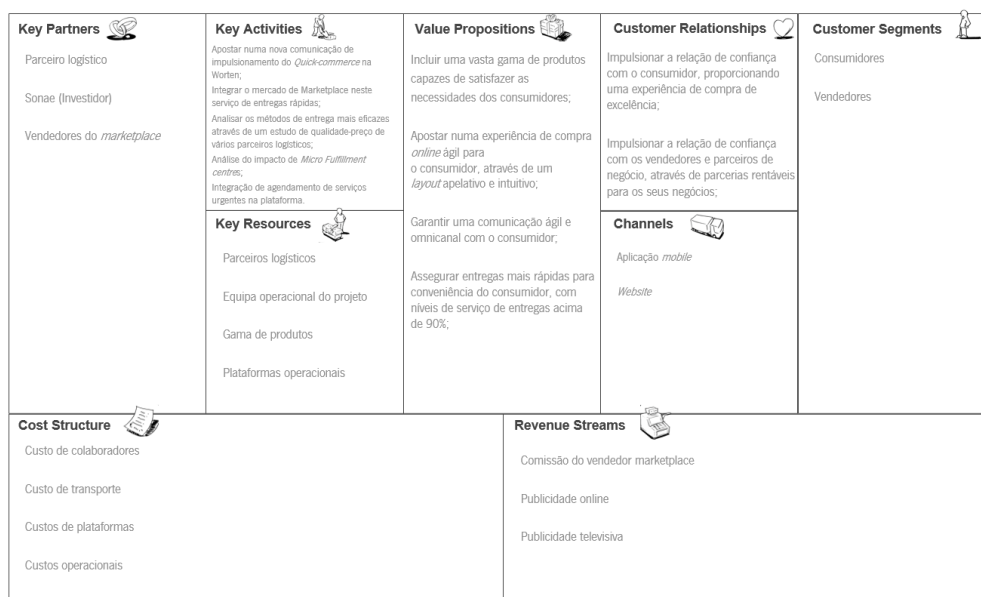 Key Partners
Parceiro logístico
Sonae (Investidor)
Vendedores do marketplace
Key Activities
Apostar numa nova comunicação de
impulsionamento do Quick-commerce na
Worten;
Integrar o mercado de Marketplace neste
serviço de entregas rápidas;
Analisar os métodos de entrega mais eficazes
através de um estudo de qualidade-preço de
vários parceiros logísticos;
Análise do impacto de Micro Fulfillment
centres;
Integração de agendamento de serviços
urgentes na plataforma.
Key Resources
Parceiros logísticos
Equipa operacional do projeto
Gama de produtos
Plataformas operacionais
Value Propositions
Incluir uma vasta gama de produtos
capazes de satisfazer as
necessidades dos consumidores;
Apostar numa experiência de compra
online ágil para
o consumidor, através de um
layout apelativo e intuitivo;
Garantir uma comunicação ágil e
omnicanal com o consumidor;
Assegurar entregas mais rápidas para
conveniência do consumidor, com
níveis de serviço de entregas acima
de 90%;
Customer Relationships
Impulsionar a relação de confiança
com o consumidor, proporcionando
uma experiência de compra de
excelência;
Impulsionar a relação de confiança
com os vendedores e parceiros de
negócio, através de parcerias rentáveis
para os seus negócios;
Channels
Aplicação mobile
Website
Customer Segments
Consumidores
Vendedores
Cost Structure
Custo de colaboradores
Custo de transporte
Custos de plataformas
Custos operacionais
Revenue Streams
Comissão do vendedor marketplace
Publicidade online
Publicidade televisiva